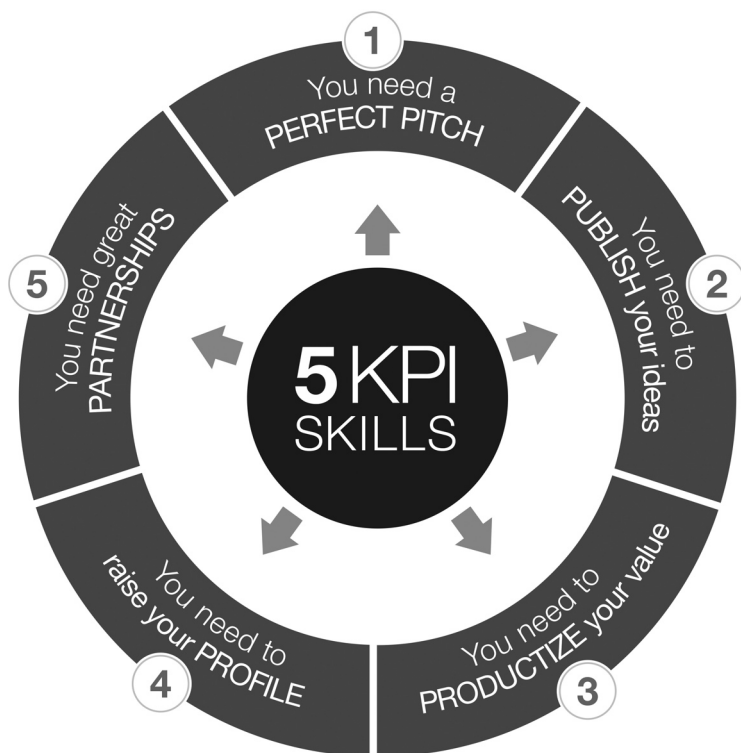 5 KPI
SKILLS
1
You need a
PERFECT PITCH
2
You need to
PUBLISH your ideas
3
You need to
PRODUCTIZE your value
4
You need to
raise your PROFILE
5
You need great
PARTNERSHIPS